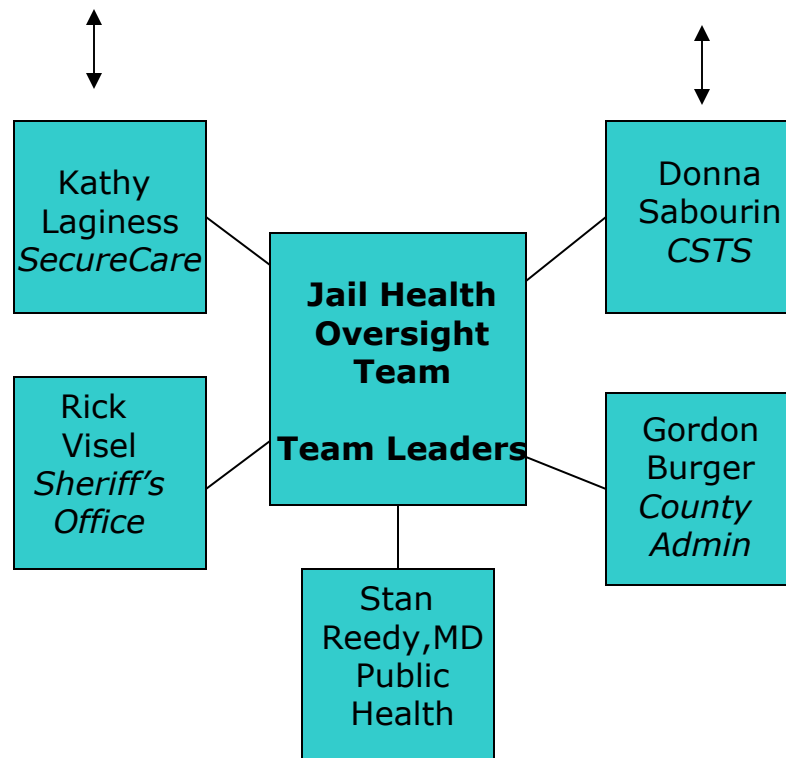 Kathy
Laginess
SecureCare
Donna
Sabourin
CSTS
Jail Health
Oversight
Team
Team Leaders
Rick
Visel
Sheriff's
Office
Gordon
Burger
County
Admin
Stan
Reedy,MD
Public
Health